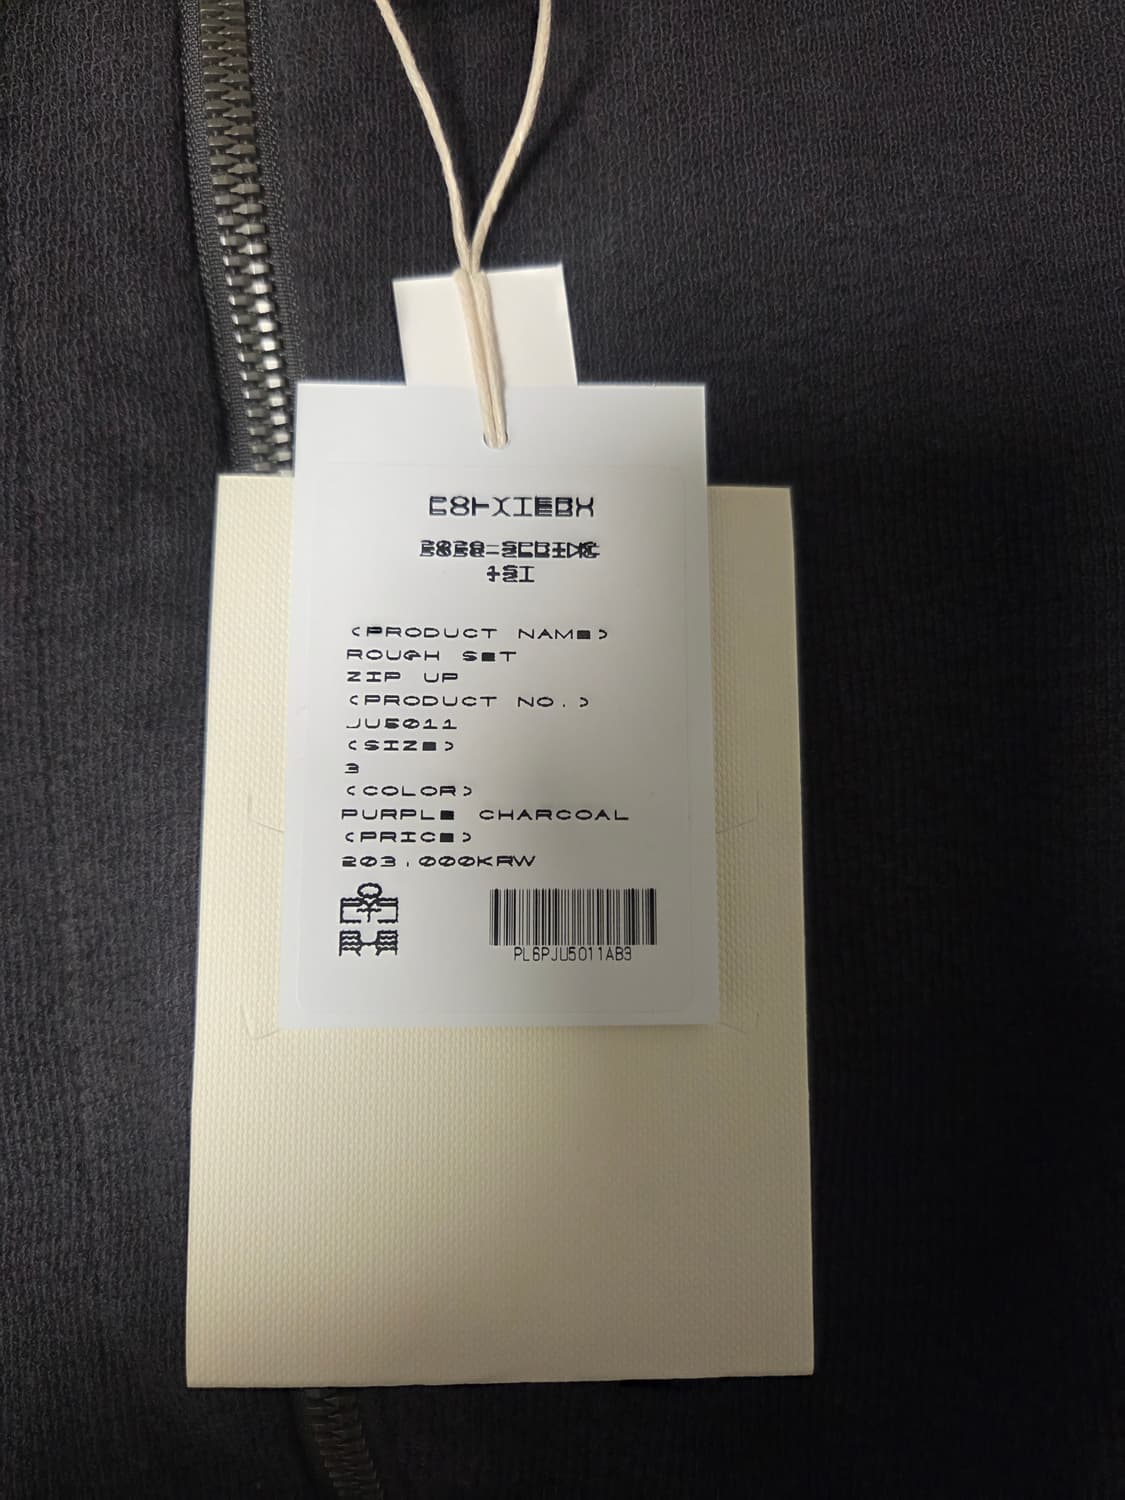 <PRODUCT NAME>
ROUGH SET
ZIP UP
<PRODUCT NO.>
JU5011
<SIZE>
3
<COLOR>
PURPLE CHARCOAL
<PRICE>
203,000KRW
PL6PJU5011AB3